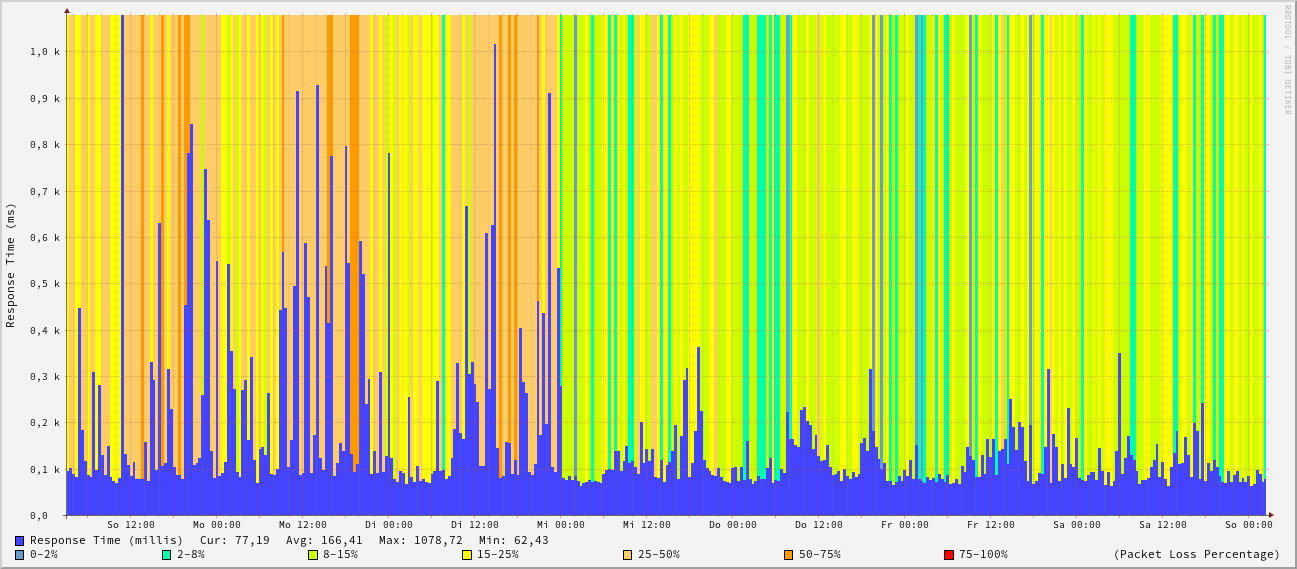 RRDTOOL / TOBI OETIKER
Response Time (ms)
1,0 k
0,9 k
0,8 k
0,7 k
0,6 k
0,5 k
0,4 k
0,3 k
0,2 k
0,1 k
0,0
So 12:00 Mo 00:00 Mo 12:00 Di 00:00 Di 12:00 Mi 00:00 Mi 12:00 Do 00:00 Do 12:00 Fr 00:00 Fr 12:00 Sa 00:00 Sa 12:00 So 00:00
Response Time (millis) Cur: 77,19 Avg: 166,41 Max: 1078,72 Min: 62,43
0-2% 2-8% 8-15% 15-25% 25-50% 50-75% 75-100% (Packet Loss Percentage)